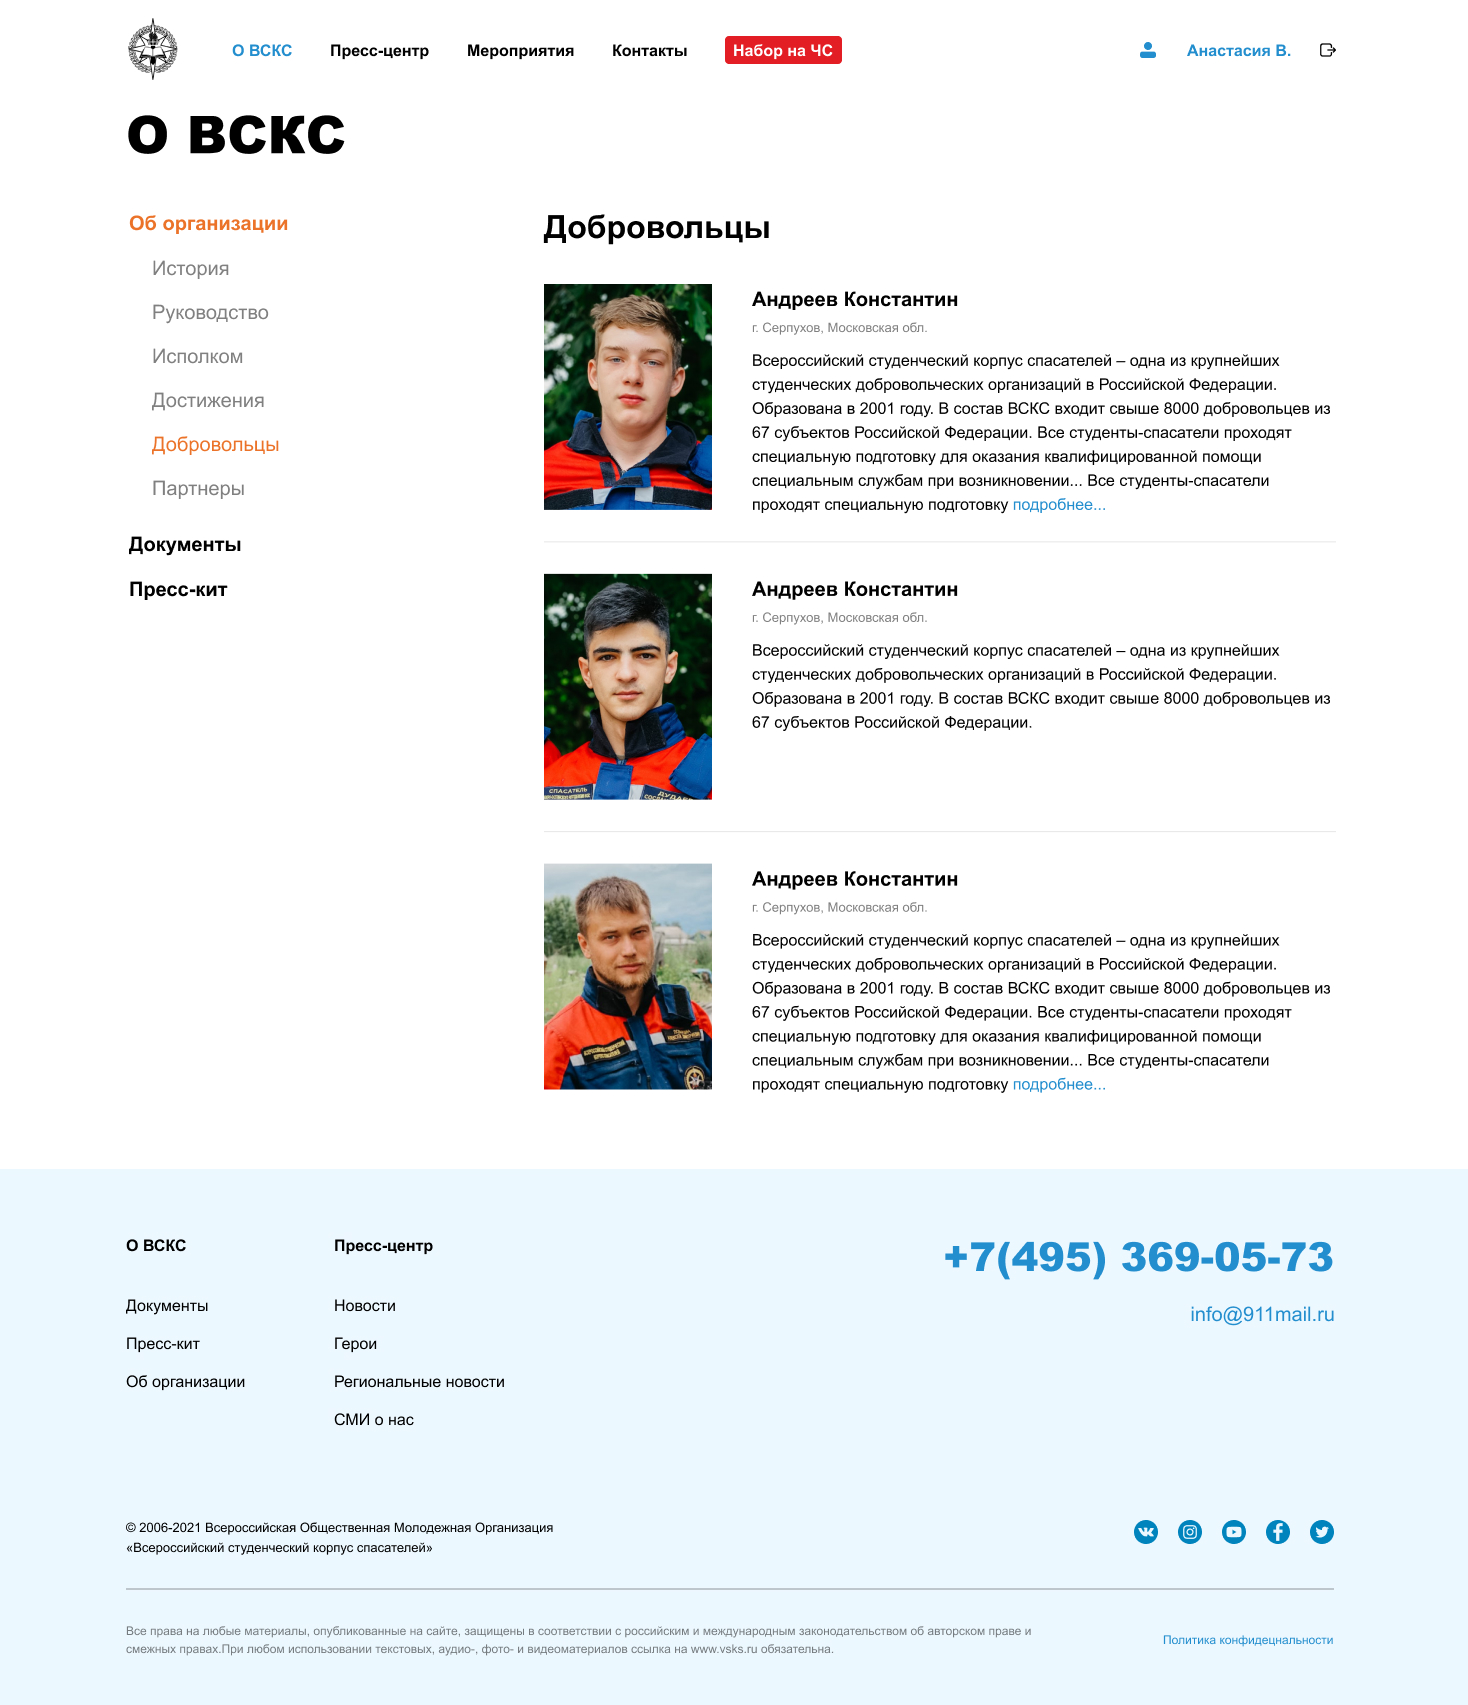 О ВСКС
Пресс-центр
Мероприятия
Контакты
Набор на ЧС
Анастасия В.
О ВСКС
Об организации
История
Руководство
Исполком
Достижения
Добровольцы
Партнеры
Документы
Пресс-кит
Добровольцы
Андреев Константин
г. Серпухов, Московская обл.
Всероссийский студенческий корпус спасателей – одна из крупнейших
студенческих добровольческих организаций в Российской Федерации.
Образована в 2001 году. В состав ВСКС входит свыше 8000 добровольцев из
67 субъектов Российской Федерации. Все студенты-спасатели проходят
специальную подготовку для оказания квалифицированной помощи
специальным службам при возникновении... Все студенты-спасатели
проходят специальную подготовку подробнее...
СПАСАТЕЛЬ
Андреев Константин
г. Серпухов, Московская обл.
Всероссийский студенческий корпус спасателей – одна из крупнейших
студенческих добровольческих организаций в Российской Федерации.
Образована в 2001 году. В состав ВСКС входит свыше 8000 добровольцев из
67 субъектов Российской Федерации.
Андреев Константин
г. Серпухов, Московская обл.
Всероссийский студенческий корпус спасателей – одна из крупнейших
студенческих добровольческих организаций в Российской Федерации.
Образована в 2001 году. В состав ВСКС входит свыше 8000 добровольцев из
67 субъектов Российской Федерации. Все студенты-спасатели проходят
специальную подготовку для оказания квалифицированной помощи
специальным службам при возникновении... Все студенты-спасатели
проходят специальную подготовку подробнее...
О ВСКС
Документы
Пресс-кит
Об организации
Пресс-центр
Новости
Герои
Региональные новости
СМИ о нас
+7(495) 369-05-73
info@911mail.ru
© 2006-2021 Всероссийская Общественная Молодежная Организация
«Всероссийский студенческий корпус спасателей»
Все права на любые материалы, опубликованные на сайте, защищены в соответствии с российским и международным законодательством об авторском праве и
смежных правах.При любом использовании текстовых, аудио-, фото- и видеоматериалов ссылка на www.vsks.ru обязательна.
Политика конфидецнальности